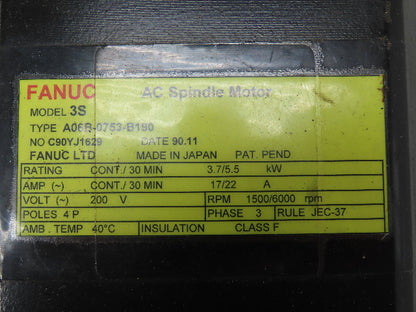 FANUC AC Spindle Motor
MODEL 3S
TYPE A06B-0753-B190
NO C90YJ1629 DATE 90.11
FANUC LTD MADE IN JAPAN PAT. PEND
RATING CONT./ 30 MIN 3.7/5.5 kW
AMP (~) CONT./ 30 MIN 17/22 A
VOLT (~) 200 V RPM 1500/6000 rpm
POLES 4 P PHASE 3 RULE JEC-37
AMB. TEMP 40°C INSULATION CLASS F